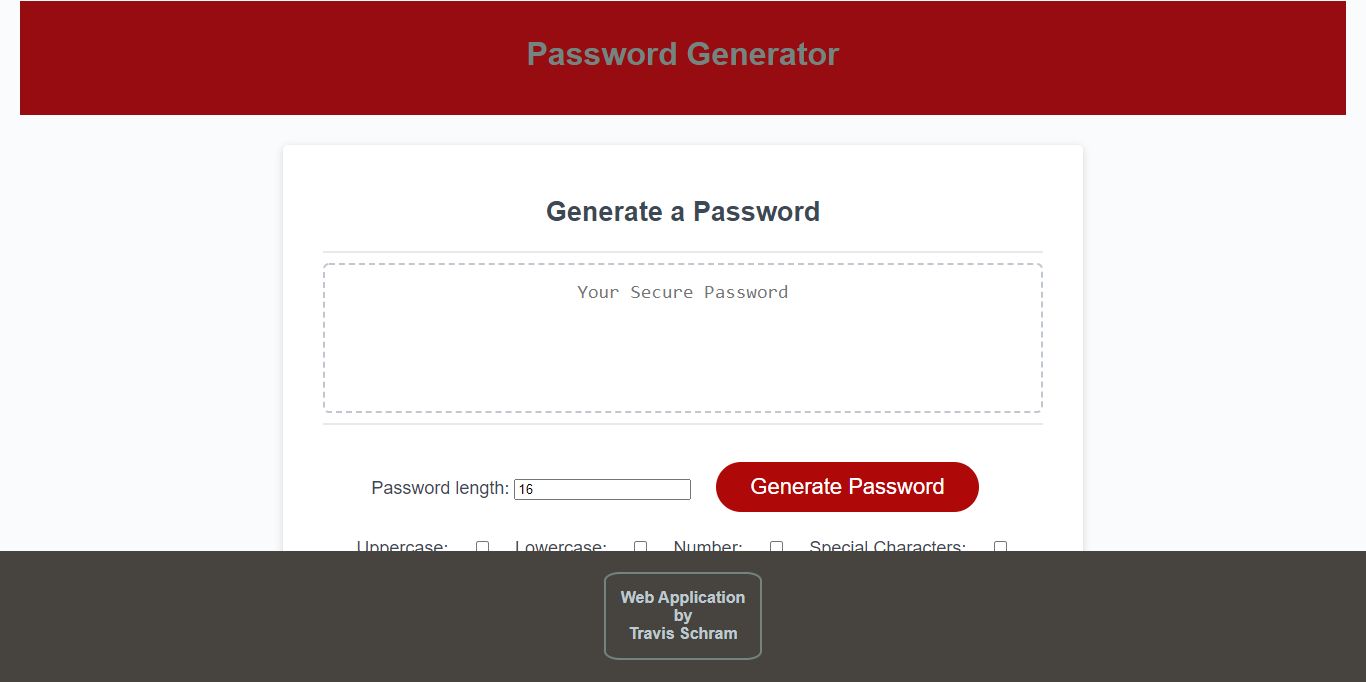 Password Generator
Generate a Password
Your Secure Password
Password length: 16
Generate Password
Uppercase: Lowercase: Number: Special Characters:
Web Application
by
Travis Schram